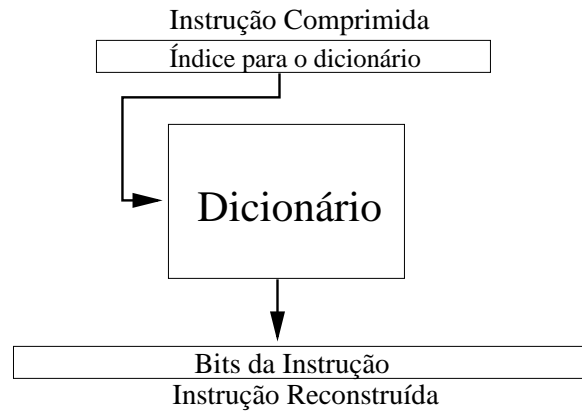 Instrução Comprimida
Índice para o dicionário
Dicionário
Bits da Instrução
Instrução Reconstruída